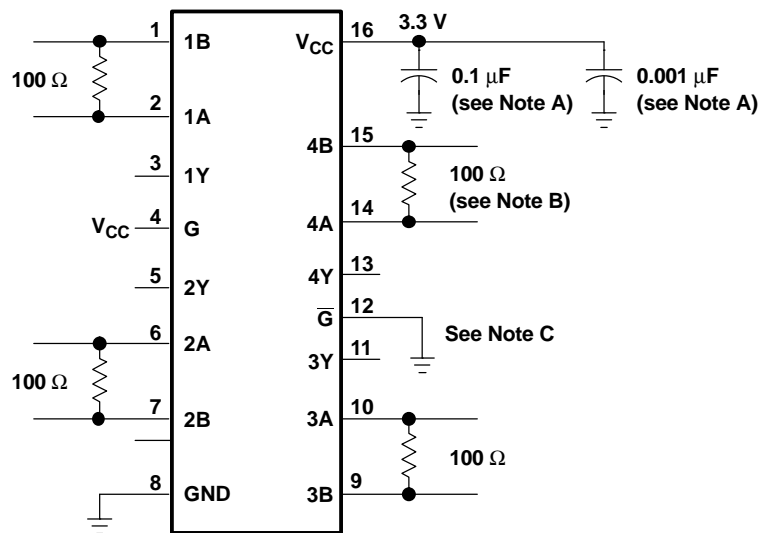 1
1B
100 Ω
2
1A
3
1Y
V_CC
4
G
5
2Y
6
2A
100 Ω
7
2B
8
GND
V_CC
16
3.3 V
0.1 μF
(see Note A)
0.001 μF
(see Note A)
4B
15
100 Ω
(see Note B)
4A
14
4Y
13
G̅
12
See Note C
3Y
11
3A
10
100 Ω
3B
9